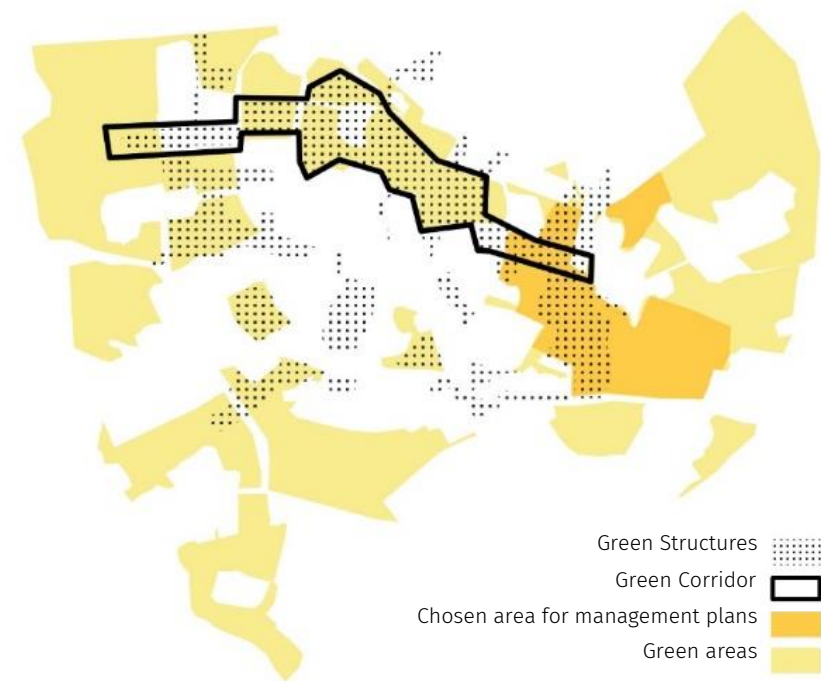 Green Structures
Green Corridor
Chosen area for management plans
Green areas